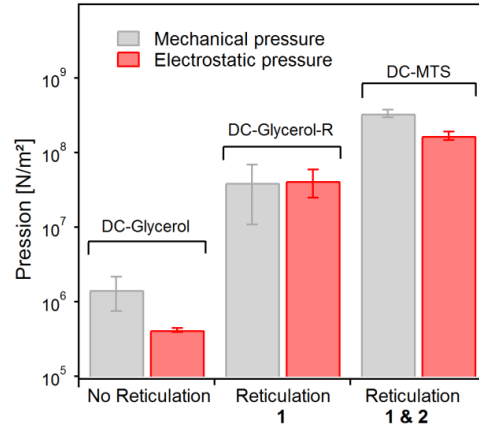 Mechanical pressure
Electrostatic pressure
DC-MTS
DC-Glycerol-R
DC-Glycerol
Pression [N/m²]
10⁹
10⁸
10⁷
10⁶
10⁵
No Reticulation
Reticulation
1
Reticulation
1 & 2